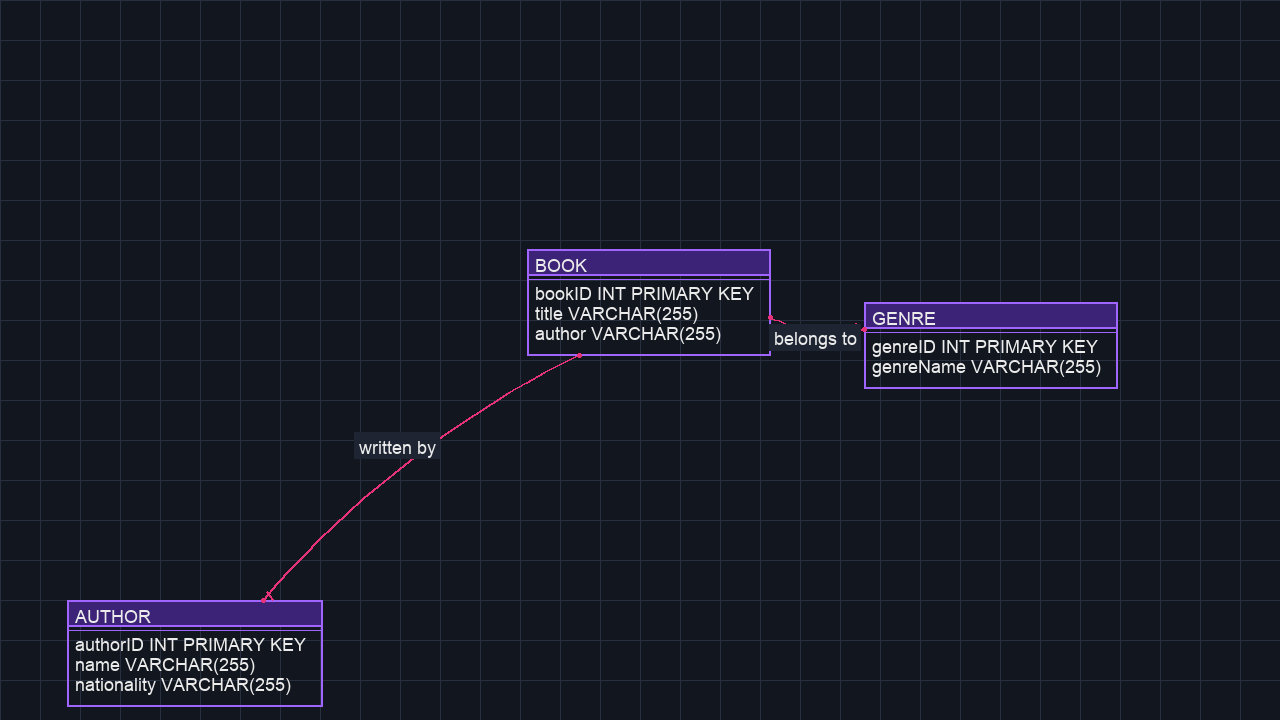 BOOK
bookID INT PRIMARY KEY
title VARCHAR(255)
author VARCHAR(255)
belongs to
GENRE
genreID INT PRIMARY KEY
genreName VARCHAR(255)
written by
AUTHOR
authorID INT PRIMARY KEY
name VARCHAR(255)
nationality VARCHAR(255)